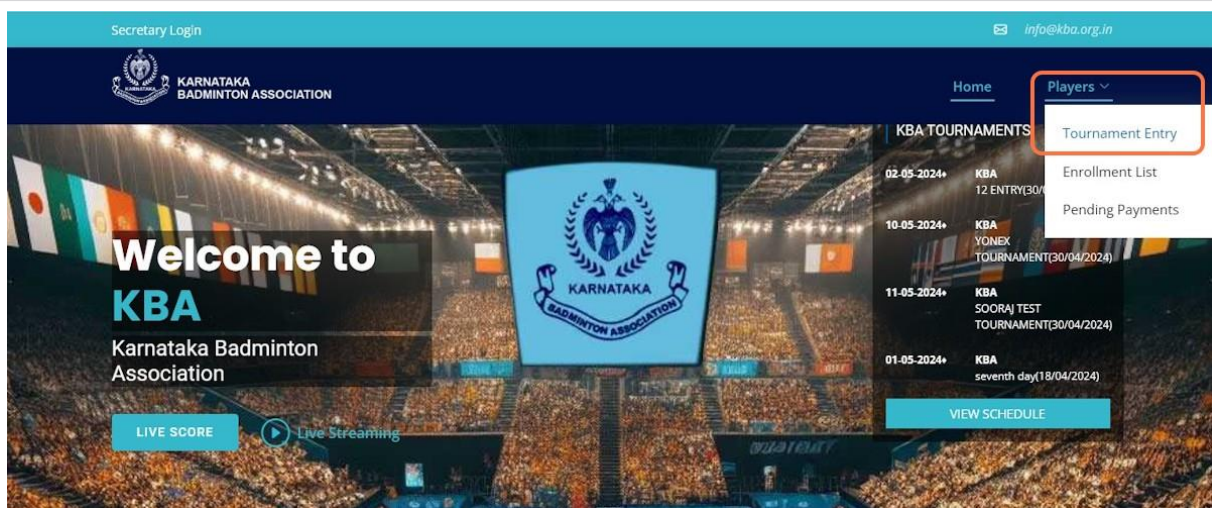 Secretary Login
info@kba.org.in
KARNATAKA
BADMINTON ASSOCIATION
Home
Players
Tournament Entry
Enrollment List
Pending Payments
KBA TOURNAMENTS
02-05-2024
KBA
12 ENTRY(30/0
10-05-2024
KBA
YONEX
TOURNAMENT(30/04/2024)
11-05-2024
KBA
SOORAJ TEST
TOURNAMENT(30/04/2024)
01-05-2024
KBA
seventh day(18/04/2024)
VIEW SCHEDULE
Welcome to
KBA
Karnataka Badminton
Association
LIVE SCORE
Live Streaming
KARNATAKA
BADMINTON ASSOCIATION